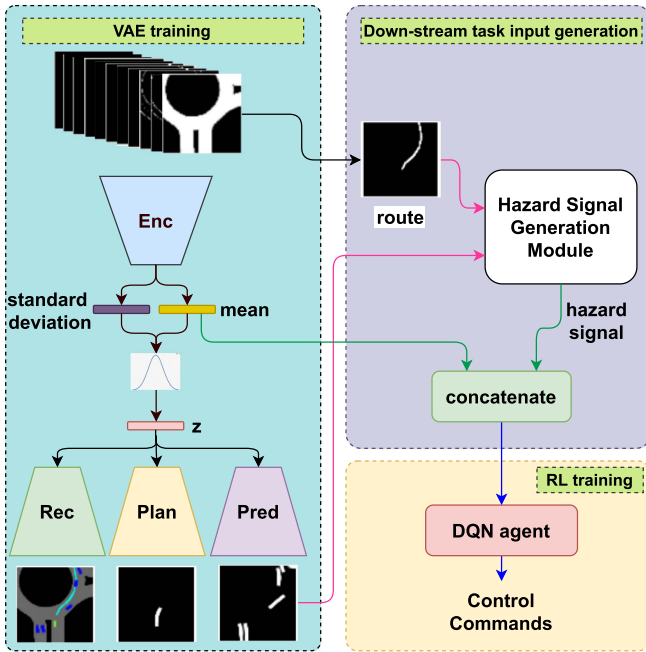 VAE training
Down-stream task input generation
route
Hazard Signal
Generation
Module
Enc
standard
deviation
mean
hazard
signal
concatenate
z
Rec
Plan
Pred
RL training
DQN agent
Control
Commands